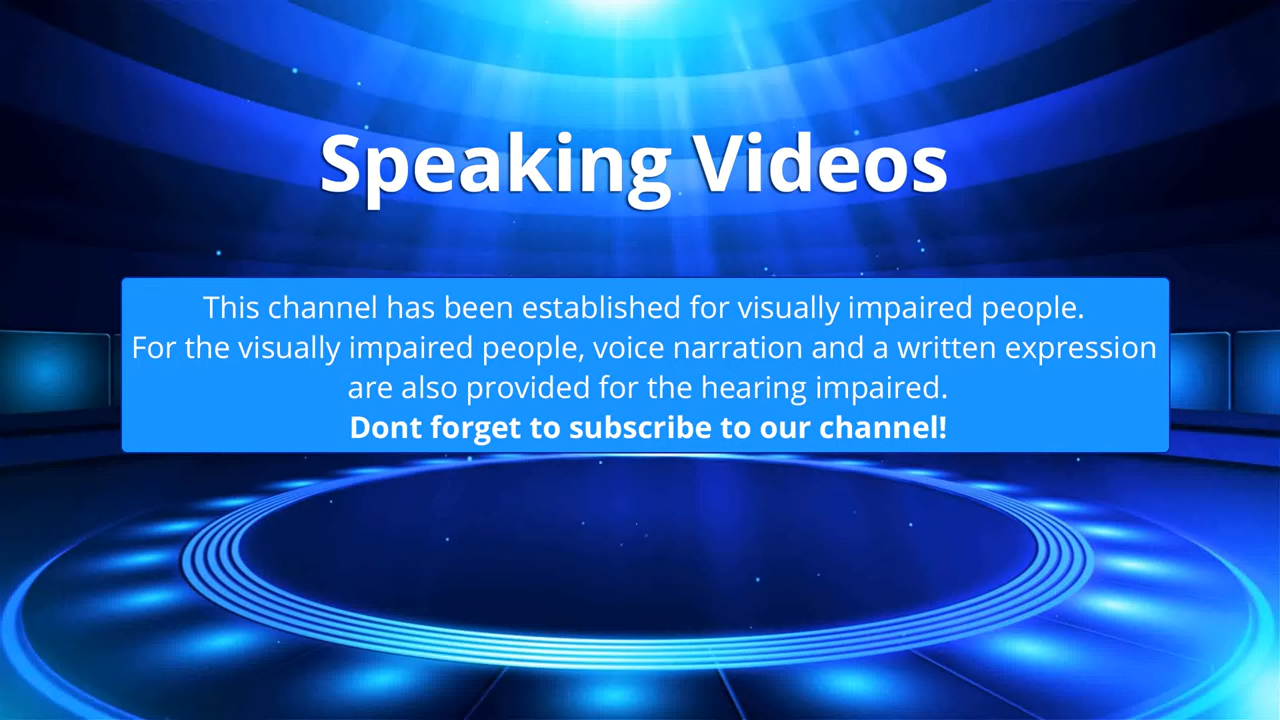 Speaking Videos
This channel has been established for visually impaired people.
For the visually impaired people, voice narration and a written expression
are also provided for the hearing impaired.
Dont forget to subscribe to our channel!